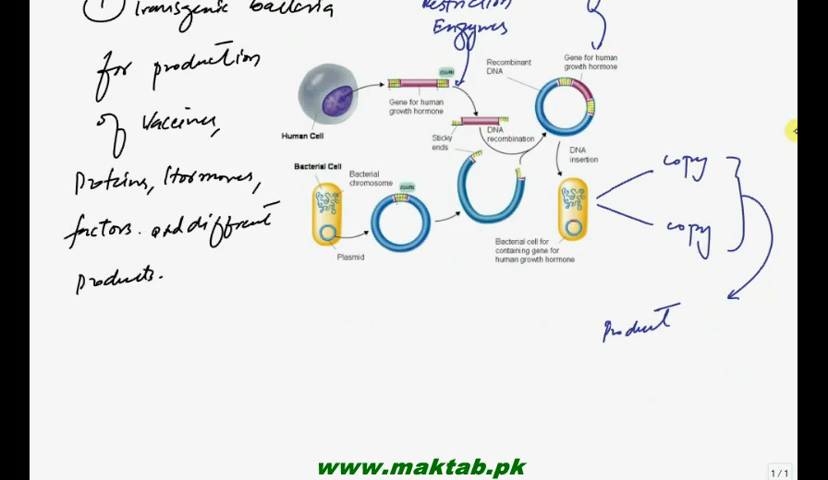 ① Transgenic bacteria
for production
of vaccines,
Proteins, Hormones,
factors. and different
products.
Restriction
Enzymes
Human Cell
Gene for human
growth hormone
Recombinant
DNA
Gene for human
growth hormone
Sticky
ends
DNA
recombination
DNA
insertion
Bacterial Cell
Bacterial
chromosome
Plasmid
Bacterial cell for
containing gene for
human growth hormone
copy
copy
Product
www.maktab.pk
1 / 1